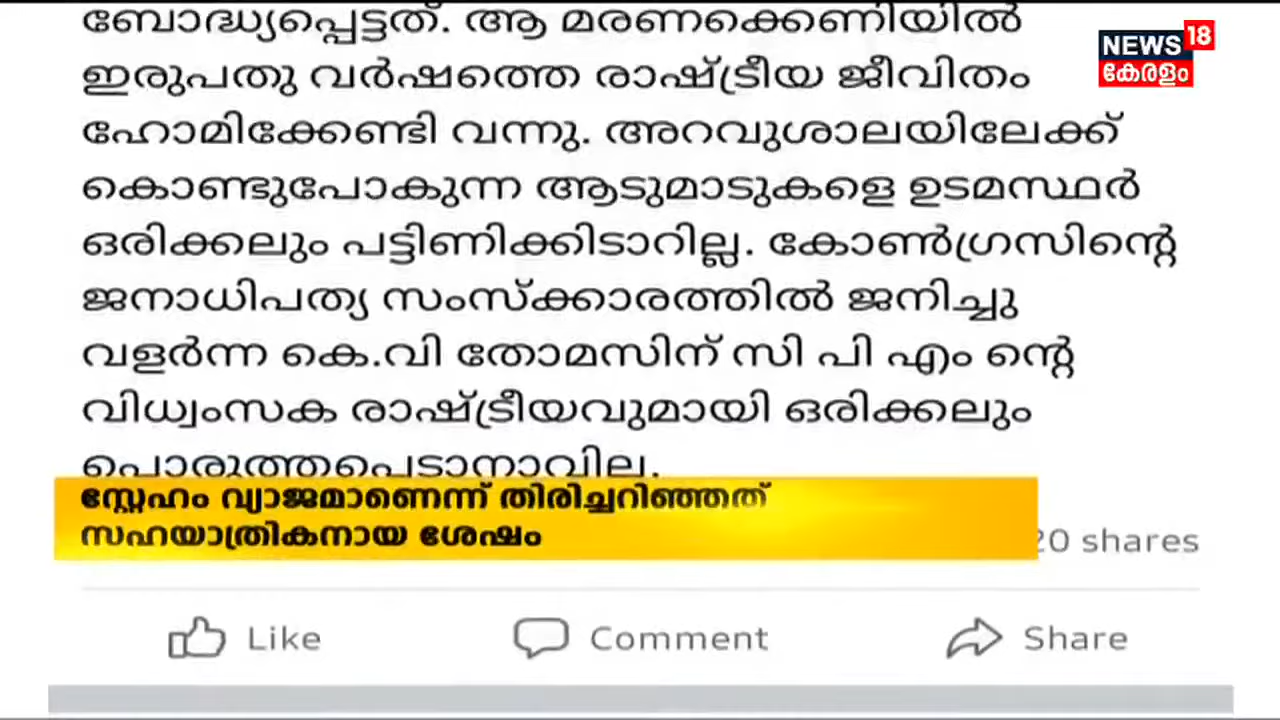 ബോദ്ധ്യപ്പെട്ടത്. ആ മരണക്കെണിയിൽ
NEWS 18
കേരളം
ഇരുപതു വർഷത്തെ രാഷ്ട്രീയ ജീവിതം
ഹോമിക്കേണ്ടി വന്നു. അറവുശാലയിലേക്ക്
കൊണ്ടുപോകുന്ന ആടുമാടുകളെ ഉടമസ്ഥർ
ഒരിക്കലും പട്ടിണിക്കിടാറില്ല. കോൺഗ്രസിന്റെ
ജനാധിപത്യ സംസ്ക്കാരത്തിൽ ജനിച്ചു
വളർന്ന കെ.വി തോമസിന് സി പി എം ന്റെ
വിധ്വംസക രാഷ്ട്രീയവുമായി ഒരിക്കലും
പൊരുത്തപെടാനാവില്ല.
സ്നേഹം വ്യാജമാണെന്ന് തിരിച്ചറിഞ്ഞത്
സഹയാത്രികനായ ശേഷം
20 shares
Like Comment Share